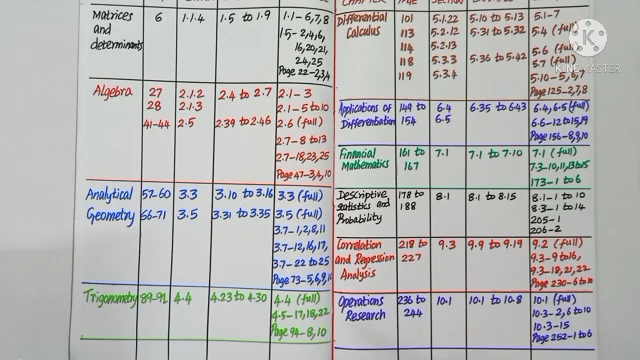 Matrices and determinants 6 1.1.4 1.5 to 1.9 1.1-6,7,8
1.5-2,4,6,
16,20,21,
24,25
Page 22-2,3,4
Algebra 27 2.1.2 2.4 to 2.7 2.1-3
28 2.1.3 2.1-5 to 10
41-44 2.5 2.39 to 2.46 2.6 (full)
2.7-8 to 13
2.7-18,23,25
Page 47-3,4,10
Analytical Geometry 57-60 3.3 3.10 to 3.16 3.3 (full)
66-71 3.5 3.31 to 3.35 3.5 (full)
3.7-1,2,8,11
3.7-12,16,17,
3.7-22 to 25
Page 73-5,6,9,10
Trigonometry 89-91 4.4 4.23 to 4.30 4.4 (full)
4.5-17,18,22
Page 94-8,10
Differential Calculus 101 5.1.22 5.10 to 5.13 5.1-7
113 5.2.12 5.31 to 5.32 5.4 (full)
114 5.2.13 5.6 (full)
118 5.3.3 5.36 to 5.42 5.7 (full)
119 5.3.4 5.10-5,6,7
Page 125-2,7,8
Applications of Differentiation 149 to 154 6.4 6.35 to 6.43 6.4, 6.5 (full)
6.5 6.6-12 to 15,19
Page 156-8,9,10
Financial Mathematics 161 to 167 7.1 7.1 to 7.10 7.1 (full)
7.3-10,11,13,15
173-1 to 6
Descriptive statistics and Probability 178 to 188 8.1 8.1 to 8.15 8.1-1 to 10
8.3-1 to 14
205-1
206-2
Correlation and Regression Analysis 218 to 227 9.3 9.9 to 9.19 9.2 (full)
9.3-9 to 16,
9.3-18,21,22
Page 230-6 to 10
Operations Research 236 to 244 10.1 10.1 to 10.8 10.1 (full)
10.3-2,6 to 10
10.3-15
Page 252-1 to 6
KINEMASTER